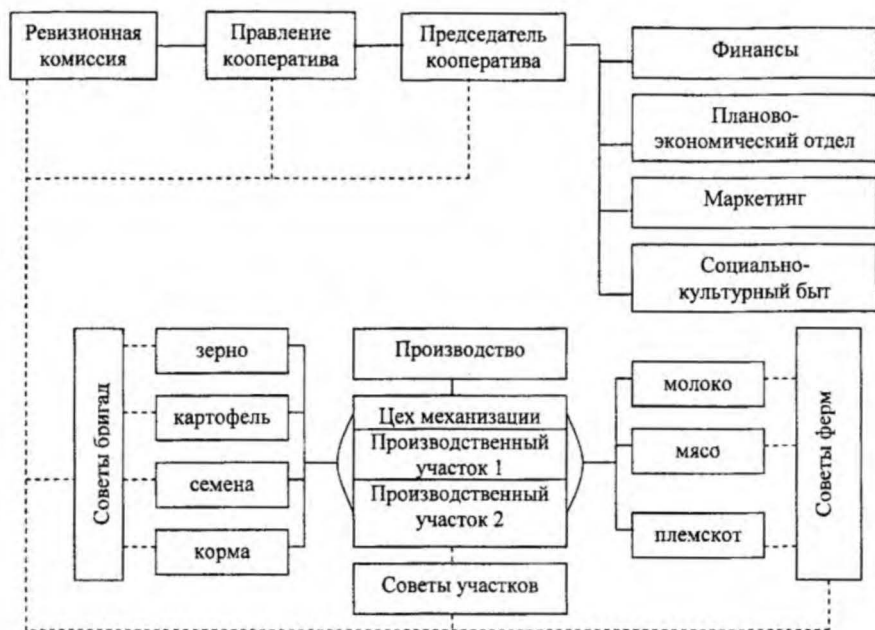 Ревизионная
комиссия
Правление
кооператива
Председатель
кооператива
Финансы
Планово-
экономический отдел
Маркетинг
Социально-
культурный быт
Советы бригад
зерно
картофель
семена
корма
Производство
Цех механизации
Производственный
участок 1
Производственный
участок 2
Советы участков
молоко
мясо
племскот
Советы ферм